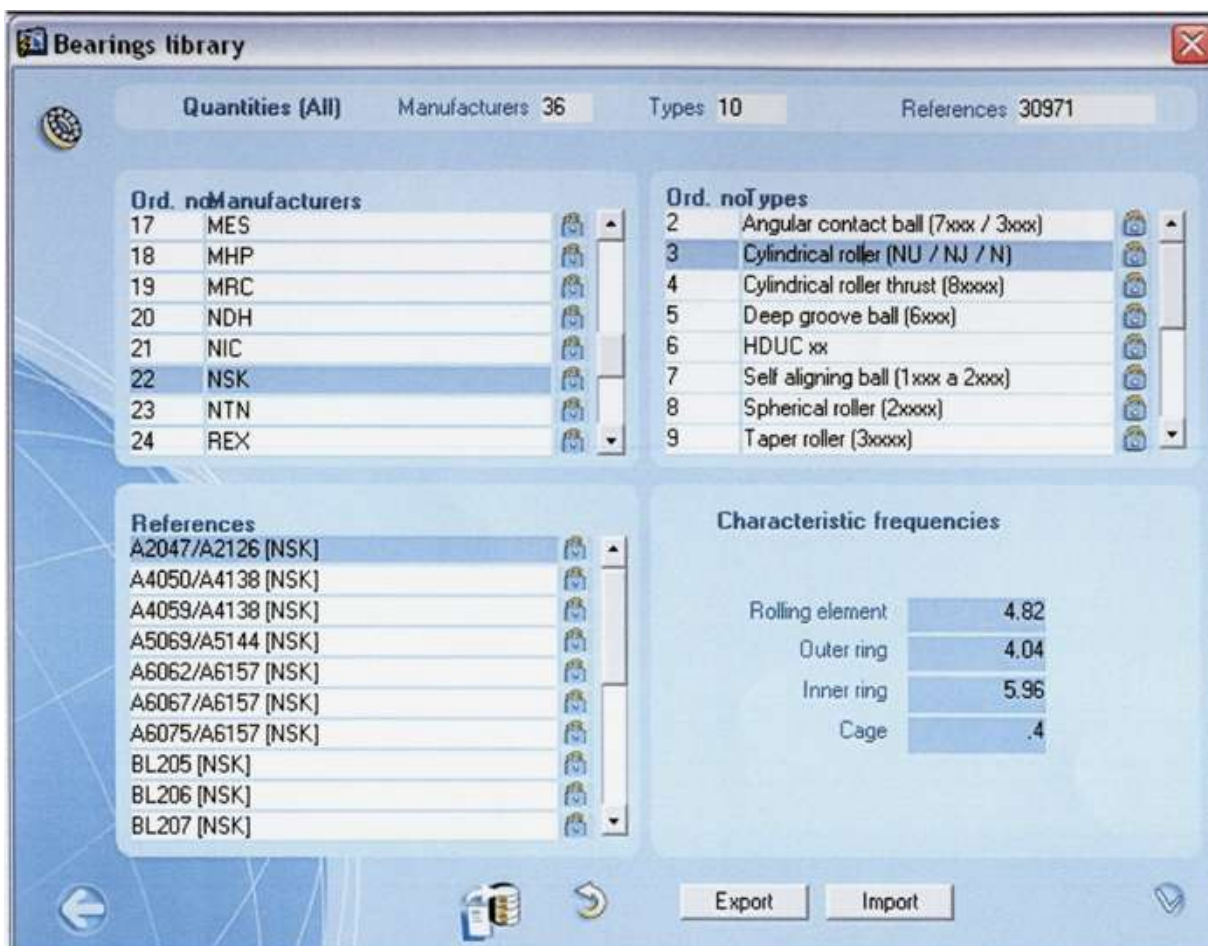 Bearings library
Quantities (All) Manufacturers 36 Types 10 References 30971
Ord. no Manufacturers
17 MES
18 MHP
19 MRC
20 NDH
21 NIC
22 NSK
23 NTN
24 REX
Ord. no Types
2 Angular contact ball (7xxx / 3xxx)
3 Cylindrical roller (NU / NJ / N)
4 Cylindrical roller thrust (8xxxx)
5 Deep groove ball (6xxx)
6 HDUC xx
7 Self aligning ball (1xxx a 2xxx)
8 Spherical roller (2xxxx)
9 Taper roller (3xxxx)
References
A2047/A2126 [NSK]
A4050/A4138 [NSK]
A4059/A4138 [NSK]
A5069/A5144 [NSK]
A6062/A6157 [NSK]
A6067/A6157 [NSK]
A6075/A6157 [NSK]
BL205 [NSK]
BL206 [NSK]
BL207 [NSK]
Characteristic frequencies
Rolling element 4.82
Outer ring 4.04
Inner ring 5.96
Cage .4
Export Import